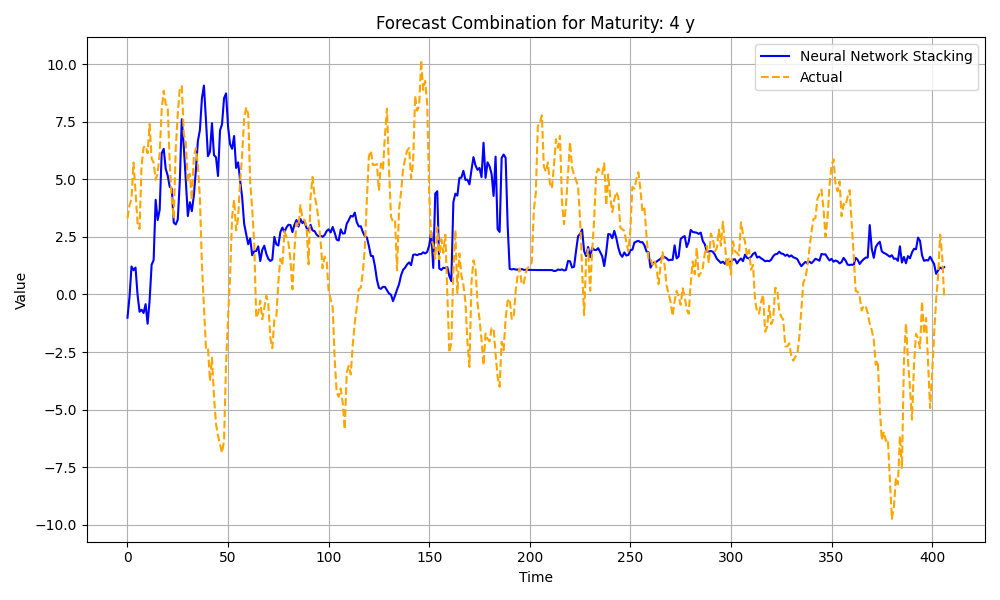 Forecast Combination for Maturity: 4 y
Neural Network Stacking
Actual
Value
10.0
7.5
5.0
2.5
0.0
−2.5
−5.0
−7.5
−10.0
0 50 100 150 200 250 300 350 400
Time